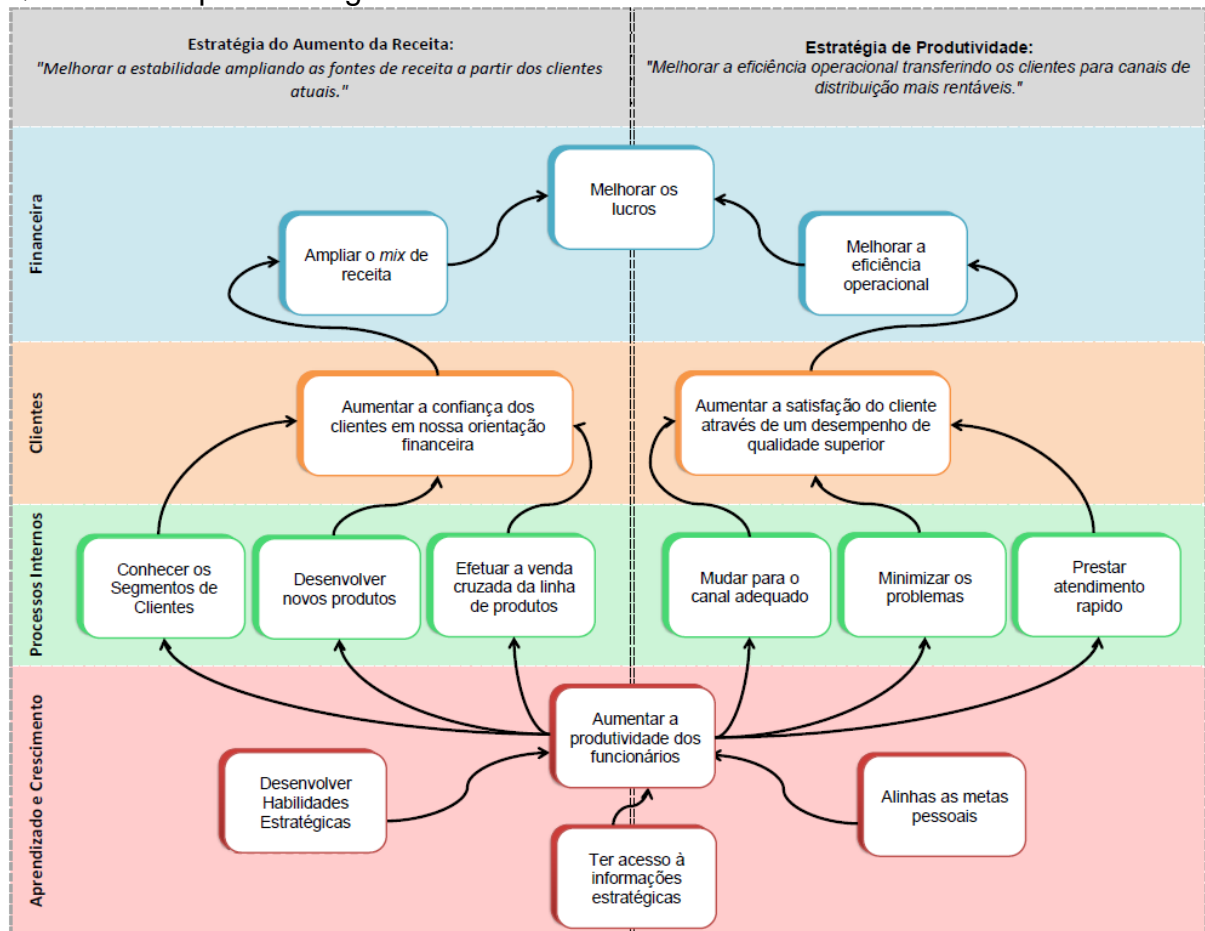 Estratégia do Aumento da Receita:
"Melhorar a estabilidade ampliando as fontes de receita a partir dos clientes
atuais."
Estratégia de Produtividade:
"Melhorar a eficiência operacional transferindo os clientes para canais de
distribuição mais rentáveis."
Financeira
Melhorar os
lucros
Ampliar o mix de
receita
Melhorar a
eficiência
operacional
Clientes
Aumentar a confiança dos
clientes em nossa orientação
financeira
Aumentar a satisfação do cliente
através de um desempenho de
qualidade superior
Processos Internos
Conhecer os
Segmentos de
Clientes
Desenvolver
novos produtos
Efetuar a venda
cruzada da linha
de produtos
Mudar para o
canal adequado
Minimizar os
problemas
Prestar
atendimento
rapido
Aprendizado e Crescimento
Aumentar a
produtividade dos
funcionários
Desenvolver
Habilidades
Estratégicas
Ter acesso à
informações
estratégicas
Alinhas as metas
pessoais